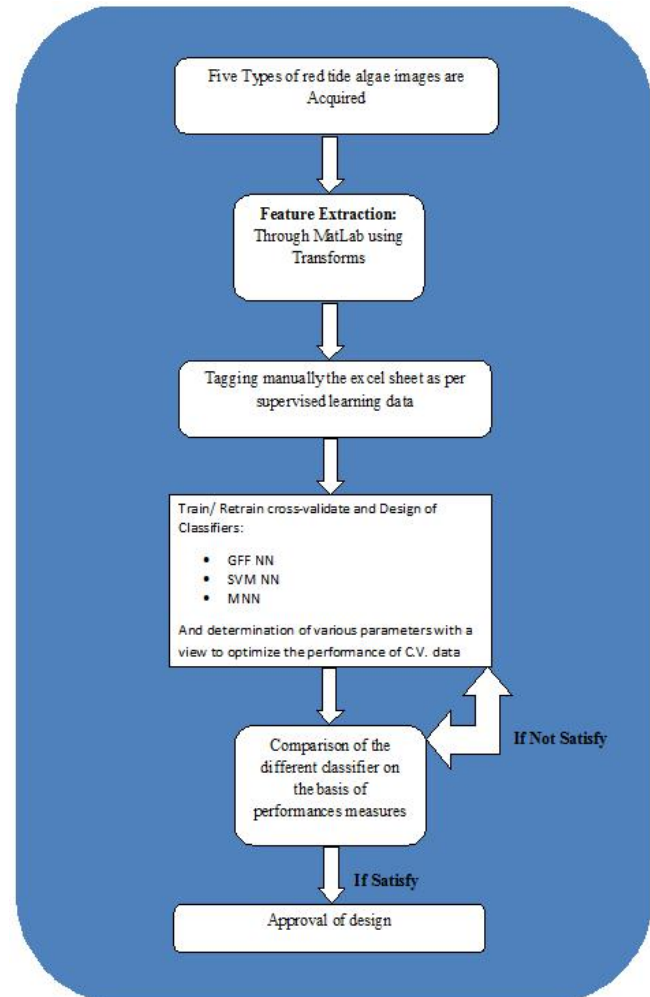 Five Types of red tide algae images are
Acquired
Feature Extraction:
Through MatLab using
Transforms
Tagging manually the excel sheet as per
supervised learning data
Train/ Retrain cross-validate and Design of
Classifiers:
• GFF NN
• SVM NN
• MNN
And determination of various parameters with a
view to optimize the performance of C.V. data
If Not Satisfy
Comparison of the
different classifier on
the basis of
performances measures
If Satisfy
Approval of design